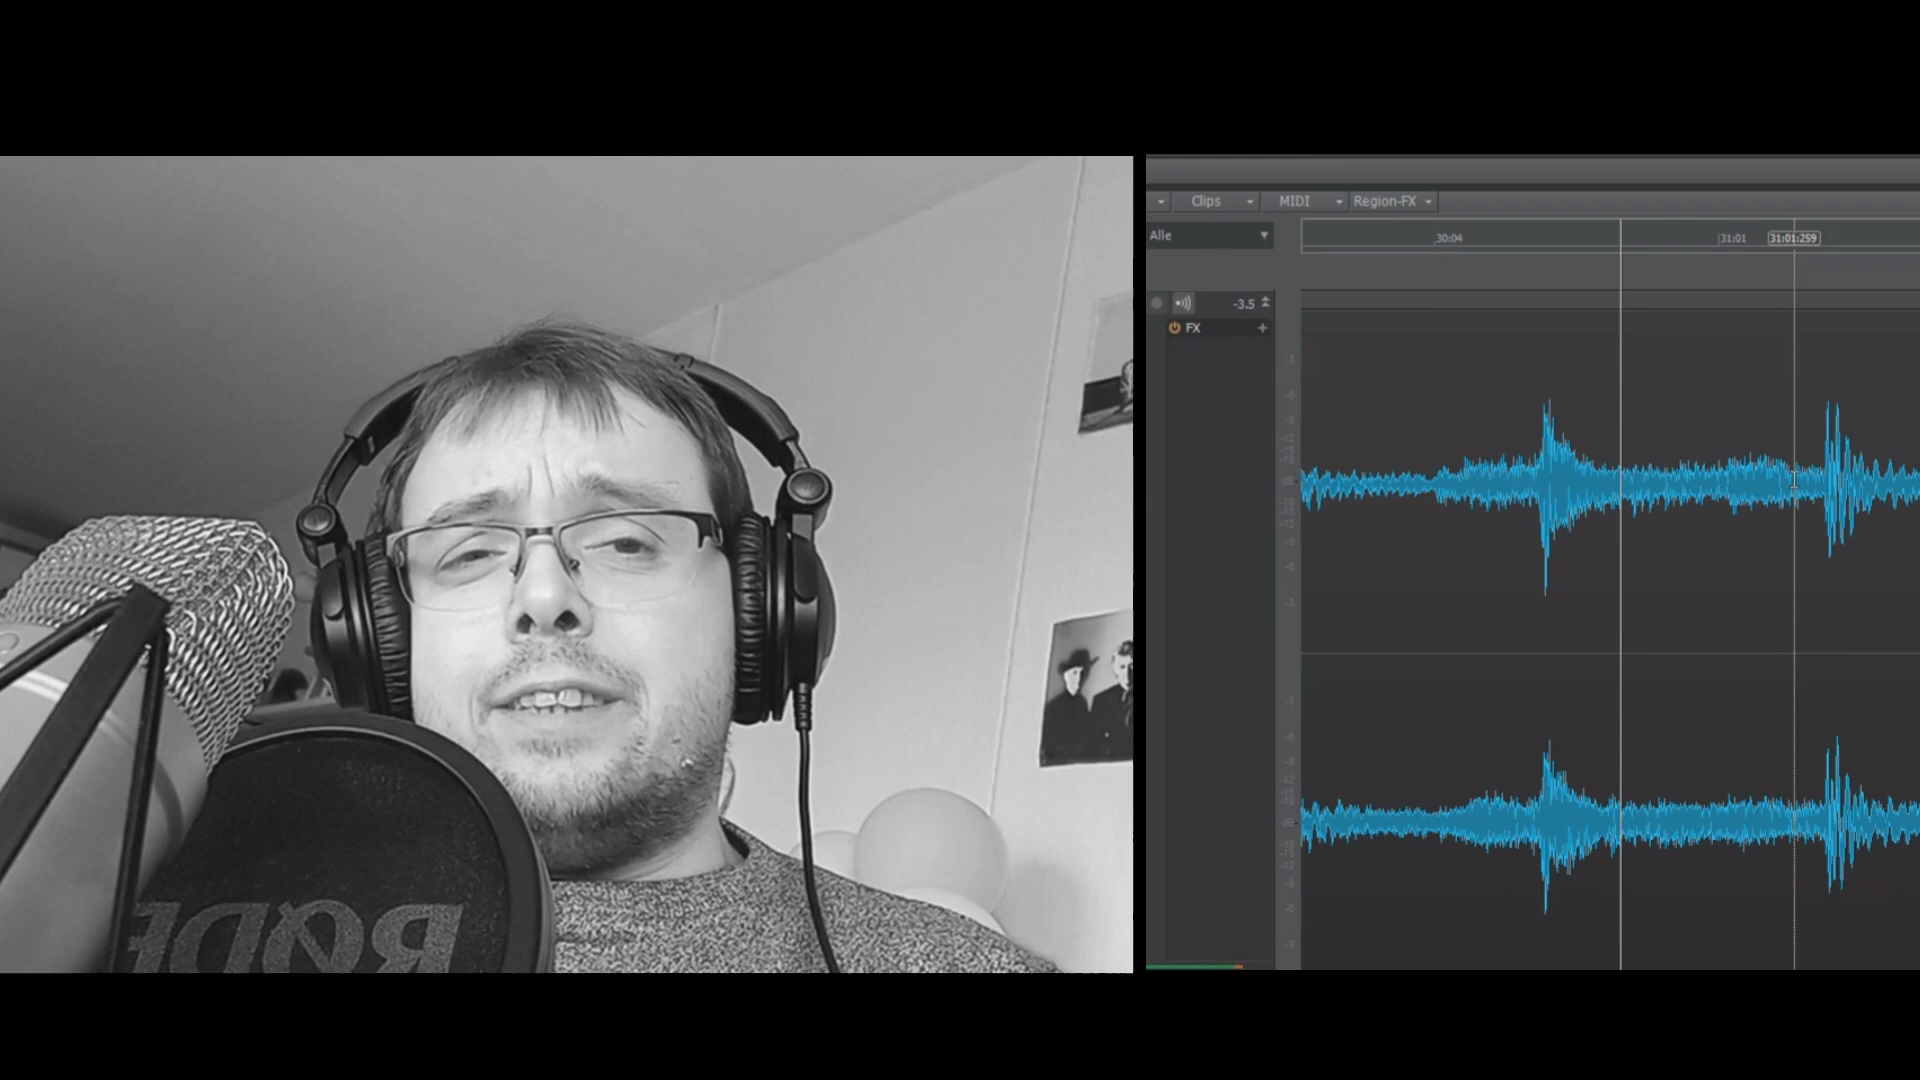 Clips MIDI Region-FX
Alle
30:04 31:01 31:01:259
-3.5
FX
RØDE